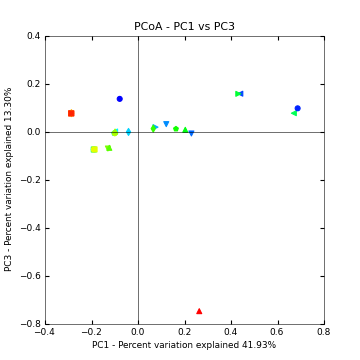 PCoA - PC1 vs PC3
0.4
0.2
0.0
−0.2
−0.4
−0.6
−0.8
PC3 - Percent variation explained 13.30%
−0.4 −0.2 0.0 0.2 0.4 0.6 0.8
PC1 - Percent variation explained 41.93%